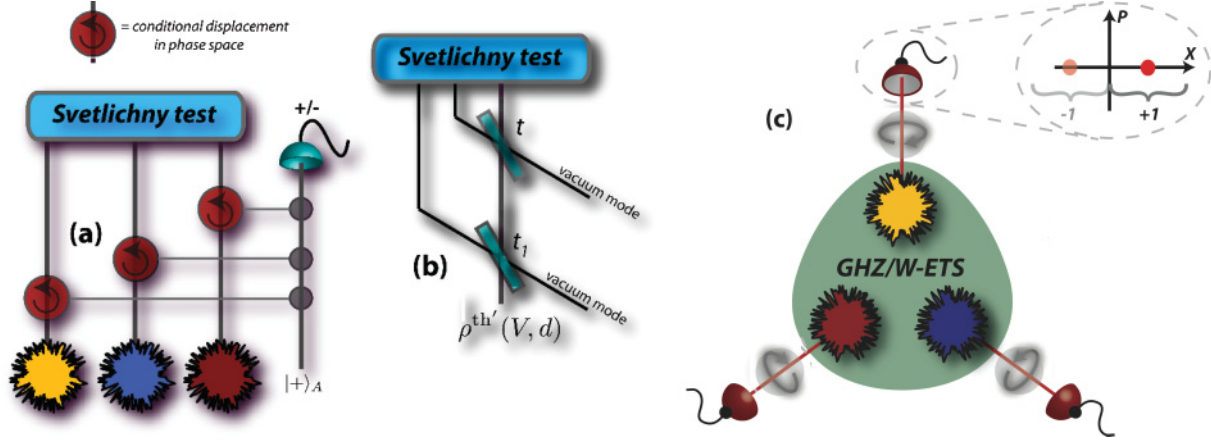 = conditional displacement
in phase space
Svetlichny test
+/-
(a)
|+⟩A
Svetlichny test
t
vacuum mode
(b)
t1
vacuum mode
ρth′(V, d)
(c)
P
X
-1
+1
GHZ/W-ETS